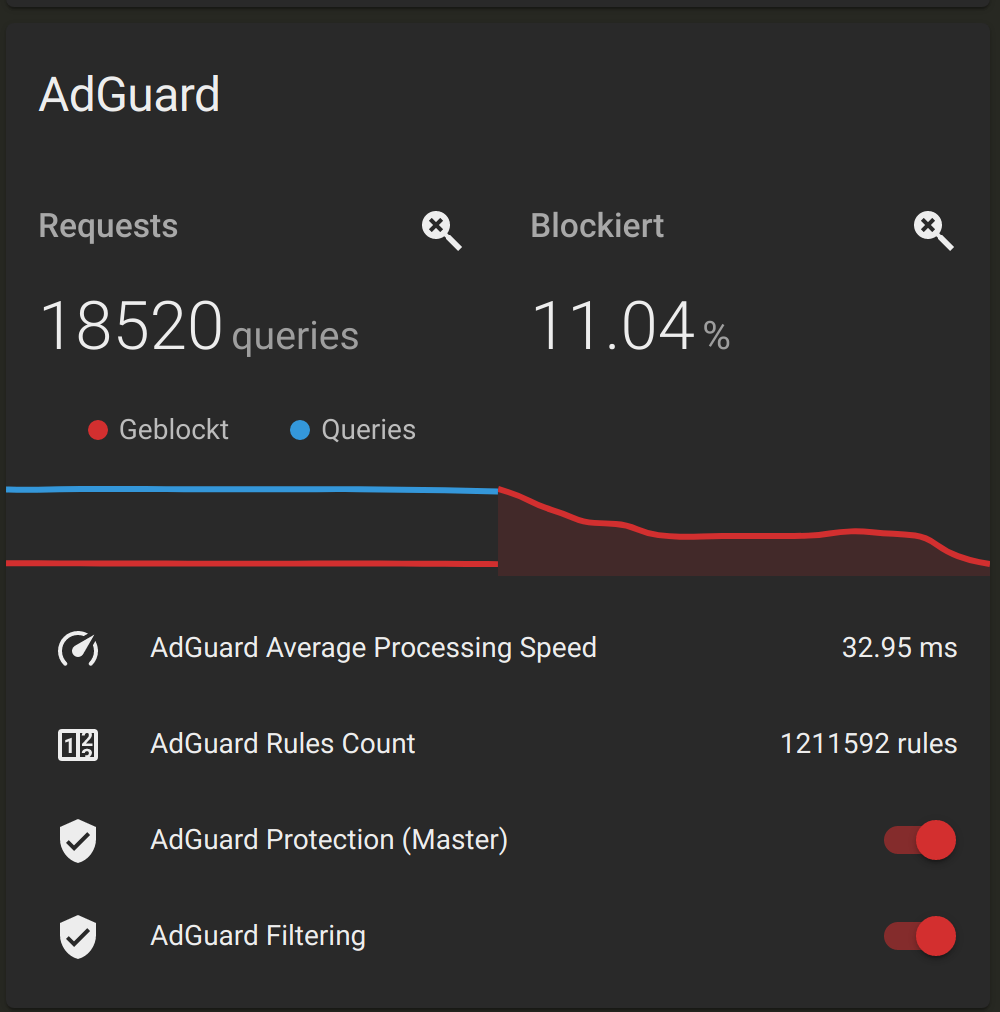 AdGuard
Requests
Blockiert
18520 queries
11.04 %
Geblockt
Queries
AdGuard Average Processing Speed
32.95 ms
AdGuard Rules Count
1211592 rules
AdGuard Protection (Master)
AdGuard Filtering